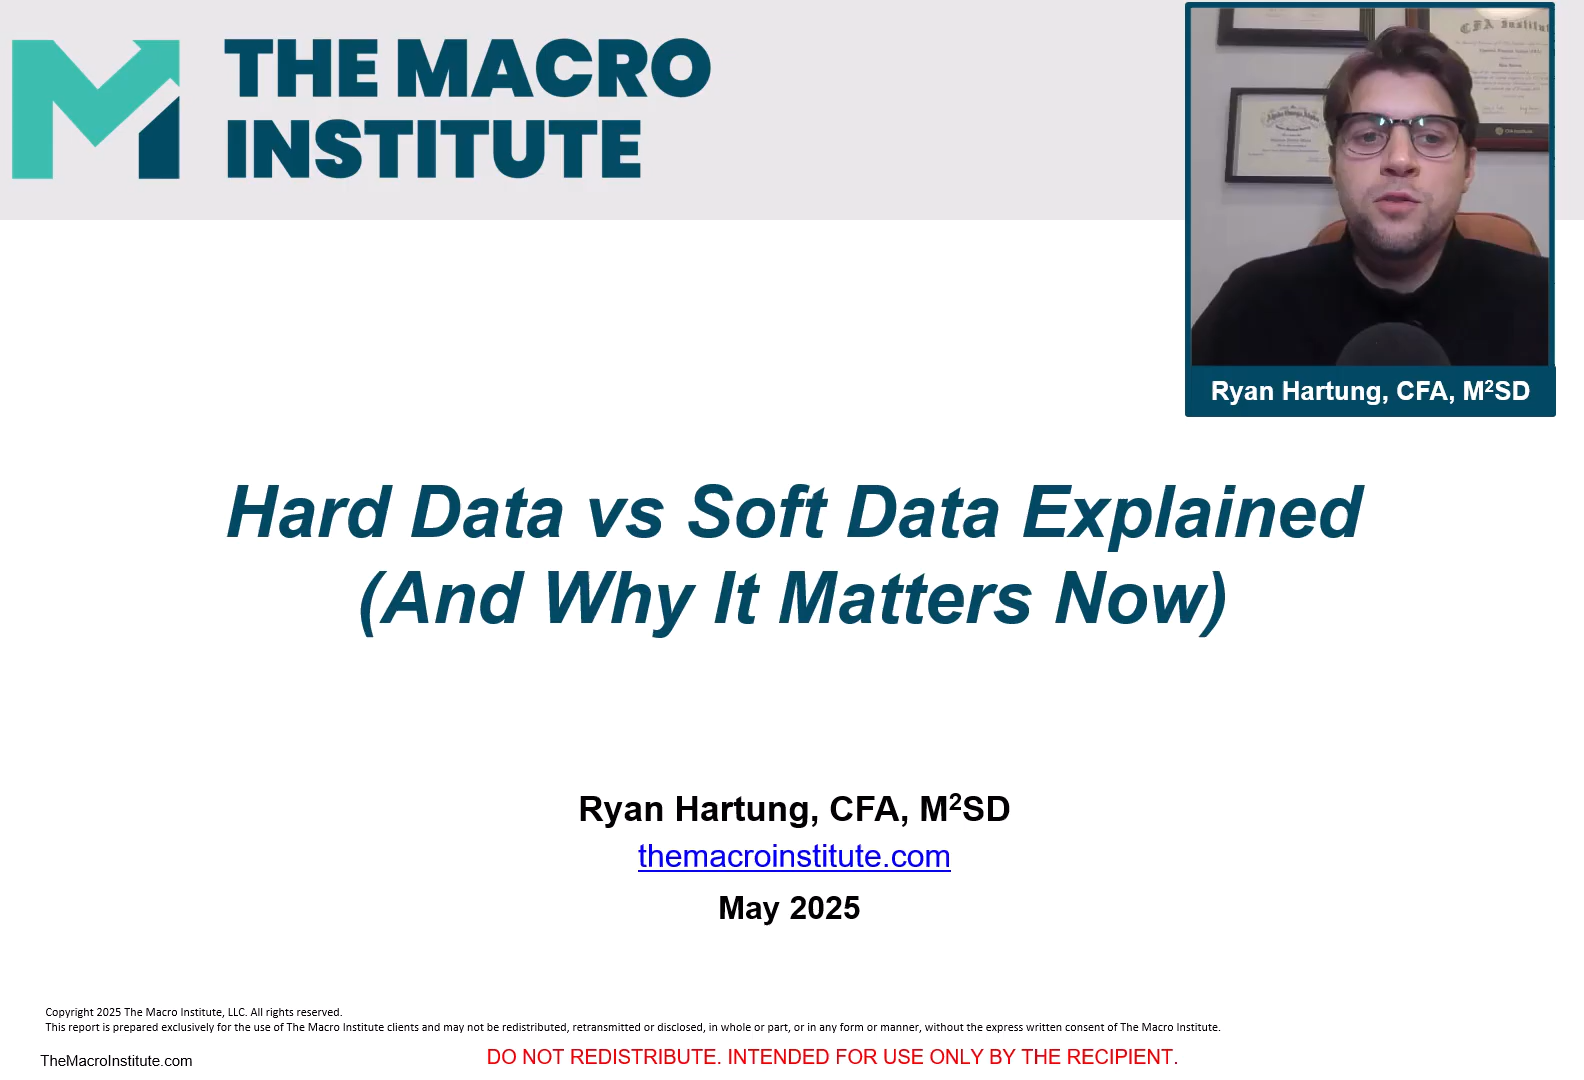 THE MACRO
INSTITUTE
CFA Institut
Ryan Hartung, CFA, M²SD
Hard Data vs Soft Data Explained
(And Why It Matters Now)
Ryan Hartung, CFA, M²SD
themacroinstitute.com
May 2025
Copyright 2025 The Macro Institute, LLC. All rights reserved.
This report is prepared exclusively for the use of The Macro Institute clients and may not be redistributed, retransmitted or disclosed, in whole or part, or in any form or manner, without the express written consent of The Macro Institute.
TheMacroInstitute.com
DO NOT REDISTRIBUTE. INTENDED FOR USE ONLY BY THE RECIPIENT.